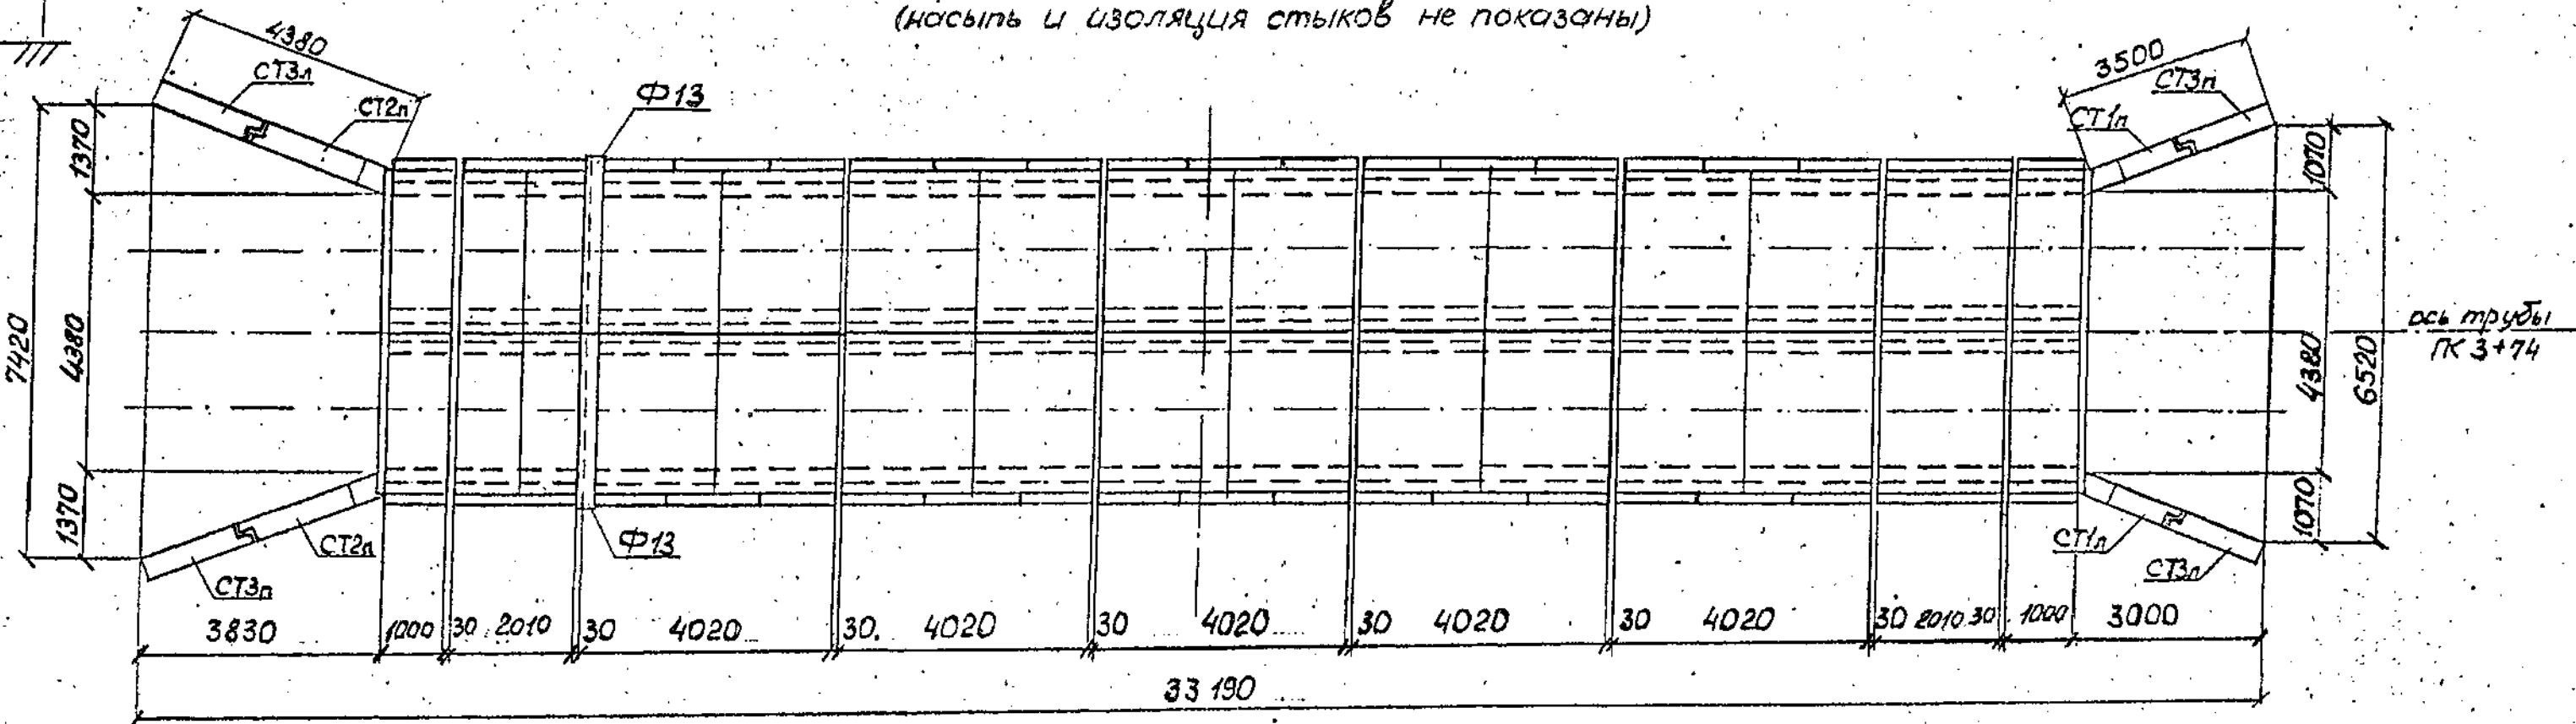 (насыпь и изоляция стыков не показаны)
4380
СТ3л
СТ2п
Ф13
3500
СТ3п
СТ1п
1370
4380
1370
7420
1070
4380
1070
6520
ось трубы
ПК 3+74
СТ2л
СТ3п
Ф13
СТ1л
СТ3л
3830 1000 30 2010 30 4020 30. 4020 30 4020 30 4020 30 4020 30 2010 30 1000 3000
33 190